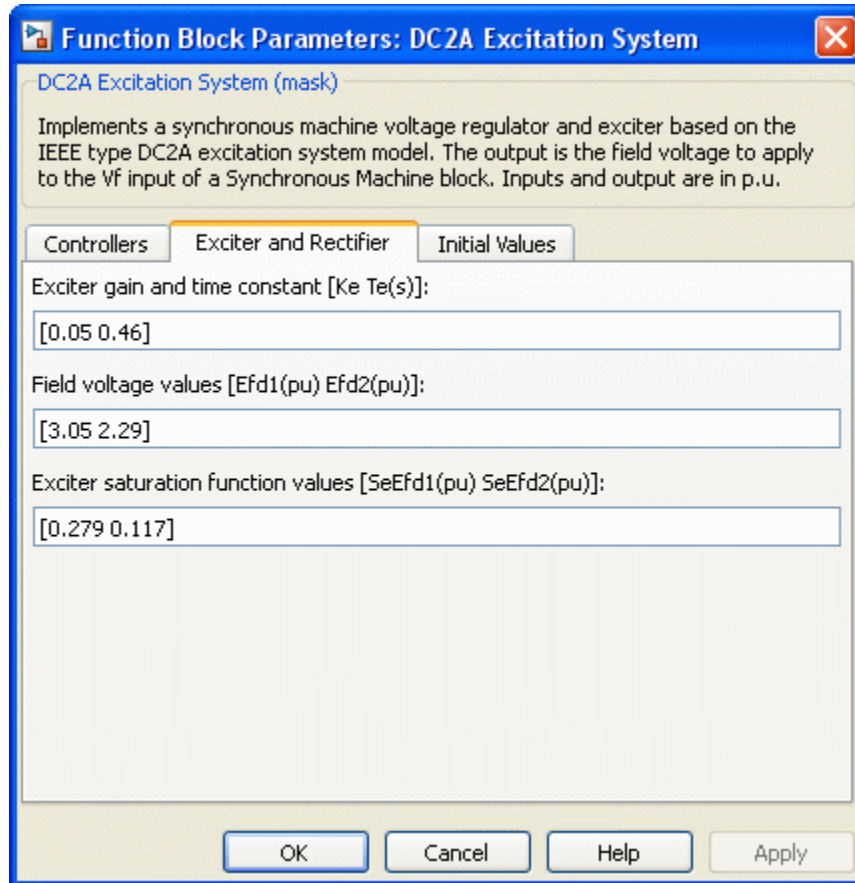 Function Block Parameters: DC2A Excitation System
DC2A Excitation System (mask)
Implements a synchronous machine voltage regulator and exciter based on the
IEEE type DC2A excitation system model. The output is the field voltage to apply
to the Vf input of a Synchronous Machine block. Inputs and output are in p.u.
Controllers Exciter and Rectifier Initial Values
Exciter gain and time constant [Ke Te(s)]:
[0.05 0.46]
Field voltage values [Efd1(pu) Efd2(pu)]:
[3.05 2.29]
Exciter saturation function values [SeEfd1(pu) SeEfd2(pu)]:
[0.279 0.117]
OK Cancel Help Apply